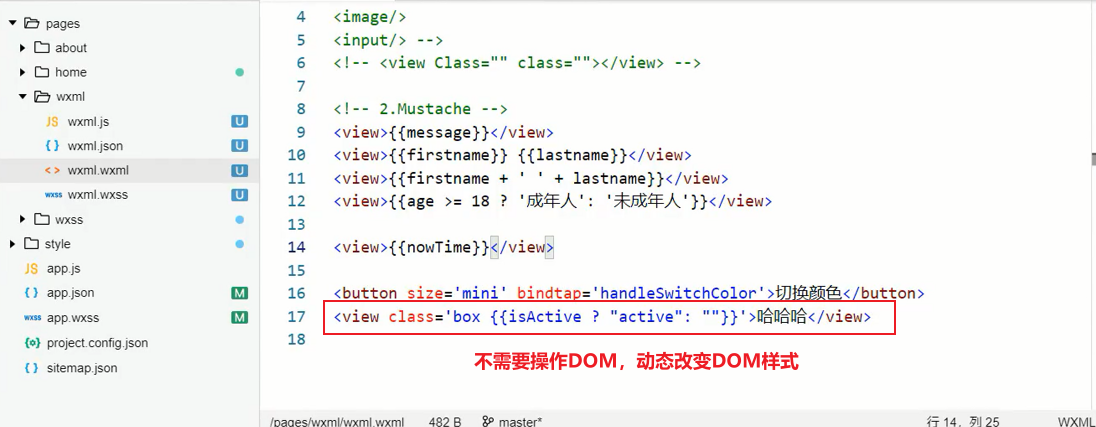 pages
about
home
wxml
JS wxml.js U
{ } wxml.json U
< > wxml.wxml U
wxss wxml.wxss U
wxss
style
JS app.js
{ } app.json M
wxss app.wxss M
{o} project.config.json
{ } sitemap.json
4 <image/>
5 <input/> -->
6 <!-- <view Class="" class=""></view> -->
7
8 <!-- 2.Mustache -->
9 <view>{{message}}</view>
10 <view>{{firstname}} {{lastname}}</view>
11 <view>{{firstname + ' ' + lastname}}</view>
12 <view>{{age >= 18 ? '成年人': '未成年人'}}</view>
13
14 <view>{{nowTime}}</view>
15
16 <button size='mini' bindtap='handleSwitchColor'>切换颜色</button>
17 <view class='box {{isActive ? "active": ""}}'>哈哈哈</view>
18
不需要操作DOM，动态改变DOM样式
/pages/wxml/wxml.wxml 482 B master* 行 14，列 25 WXML